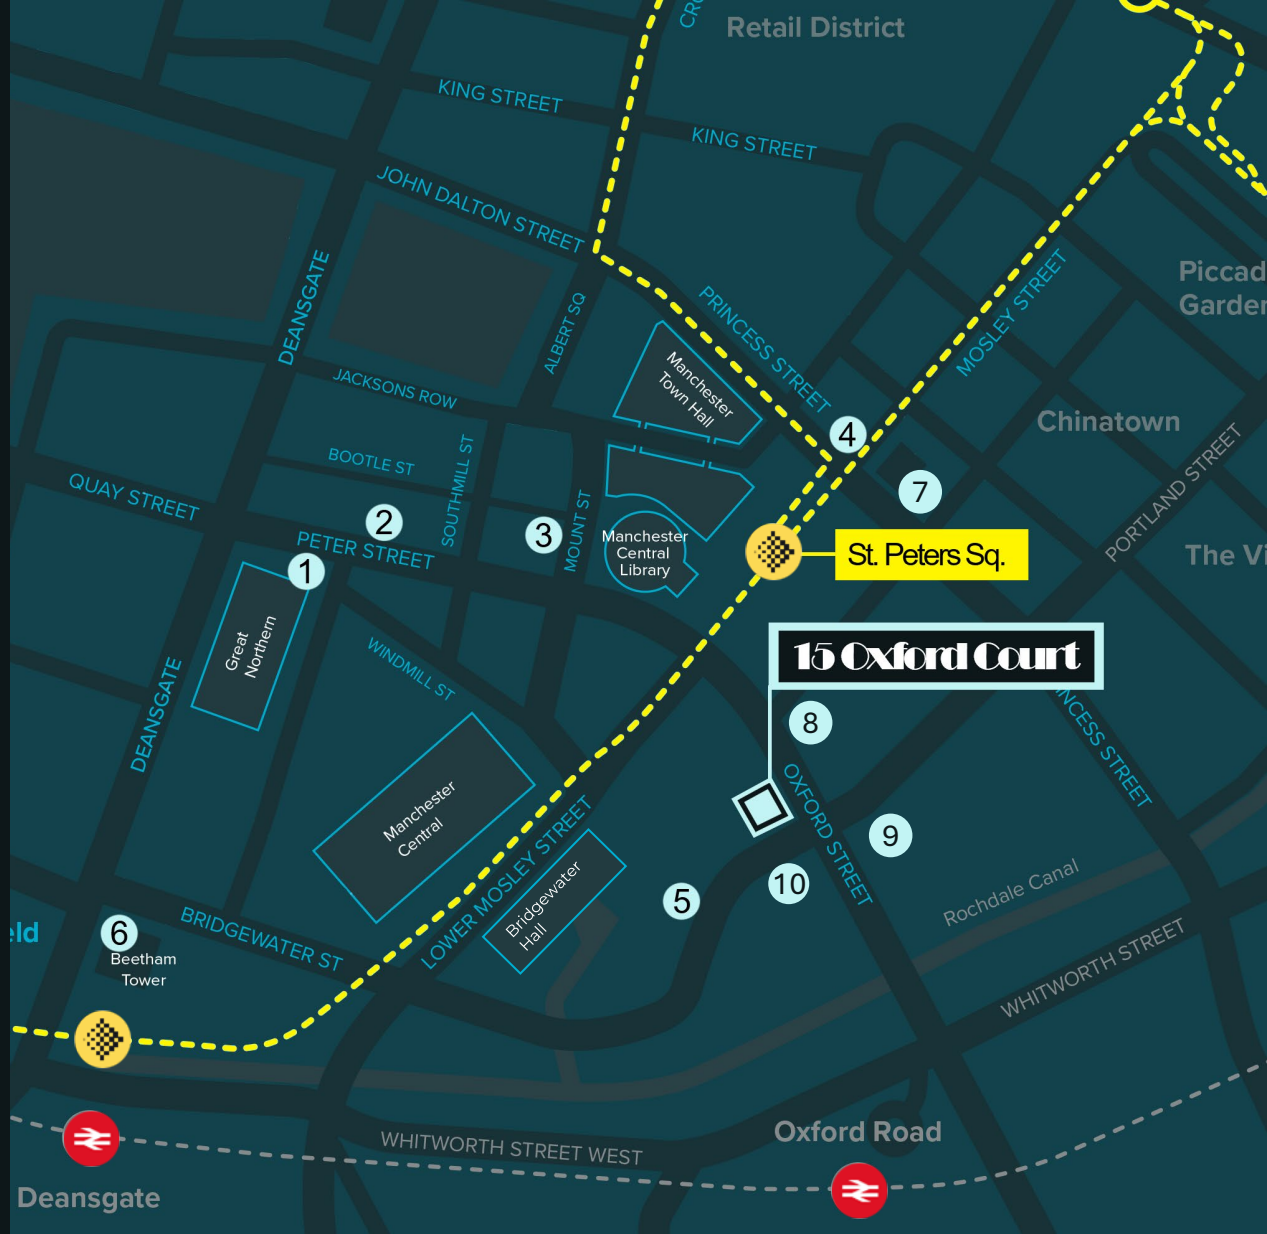 CRO
Retail District
KING STREET
KING STREET
JOHN DALTON STREET
DEANSGATE
ALBERT SQ
PRINCESS STREET
MOSLEY STREET
Piccad
Garde
JACKSONS ROW
Manchester
Town Hall
BOOTLE ST
SOUTHMILL ST
4
Chinatown
QUAY STREET
2
3
MOUNT ST
7
PORTLAND STREET
PETER STREET
Manchester
Central
Library
St. Peters Sq.
The Vi
1
Great
Northern
WINDMILL ST
15 Oxford Court
DEANSGATE
8
INCESS STREET
Manchester
Central
OXFORD STREET
9
LOWER MOSLEY STREET
Bridgewater
Hall
5
10
Rochdale Canal
BRIDGEWATER ST
eld
6
Beetham
Tower
WHITWORTH STREET
WHITWORTH STREET WEST
Oxford Road
Deansgate